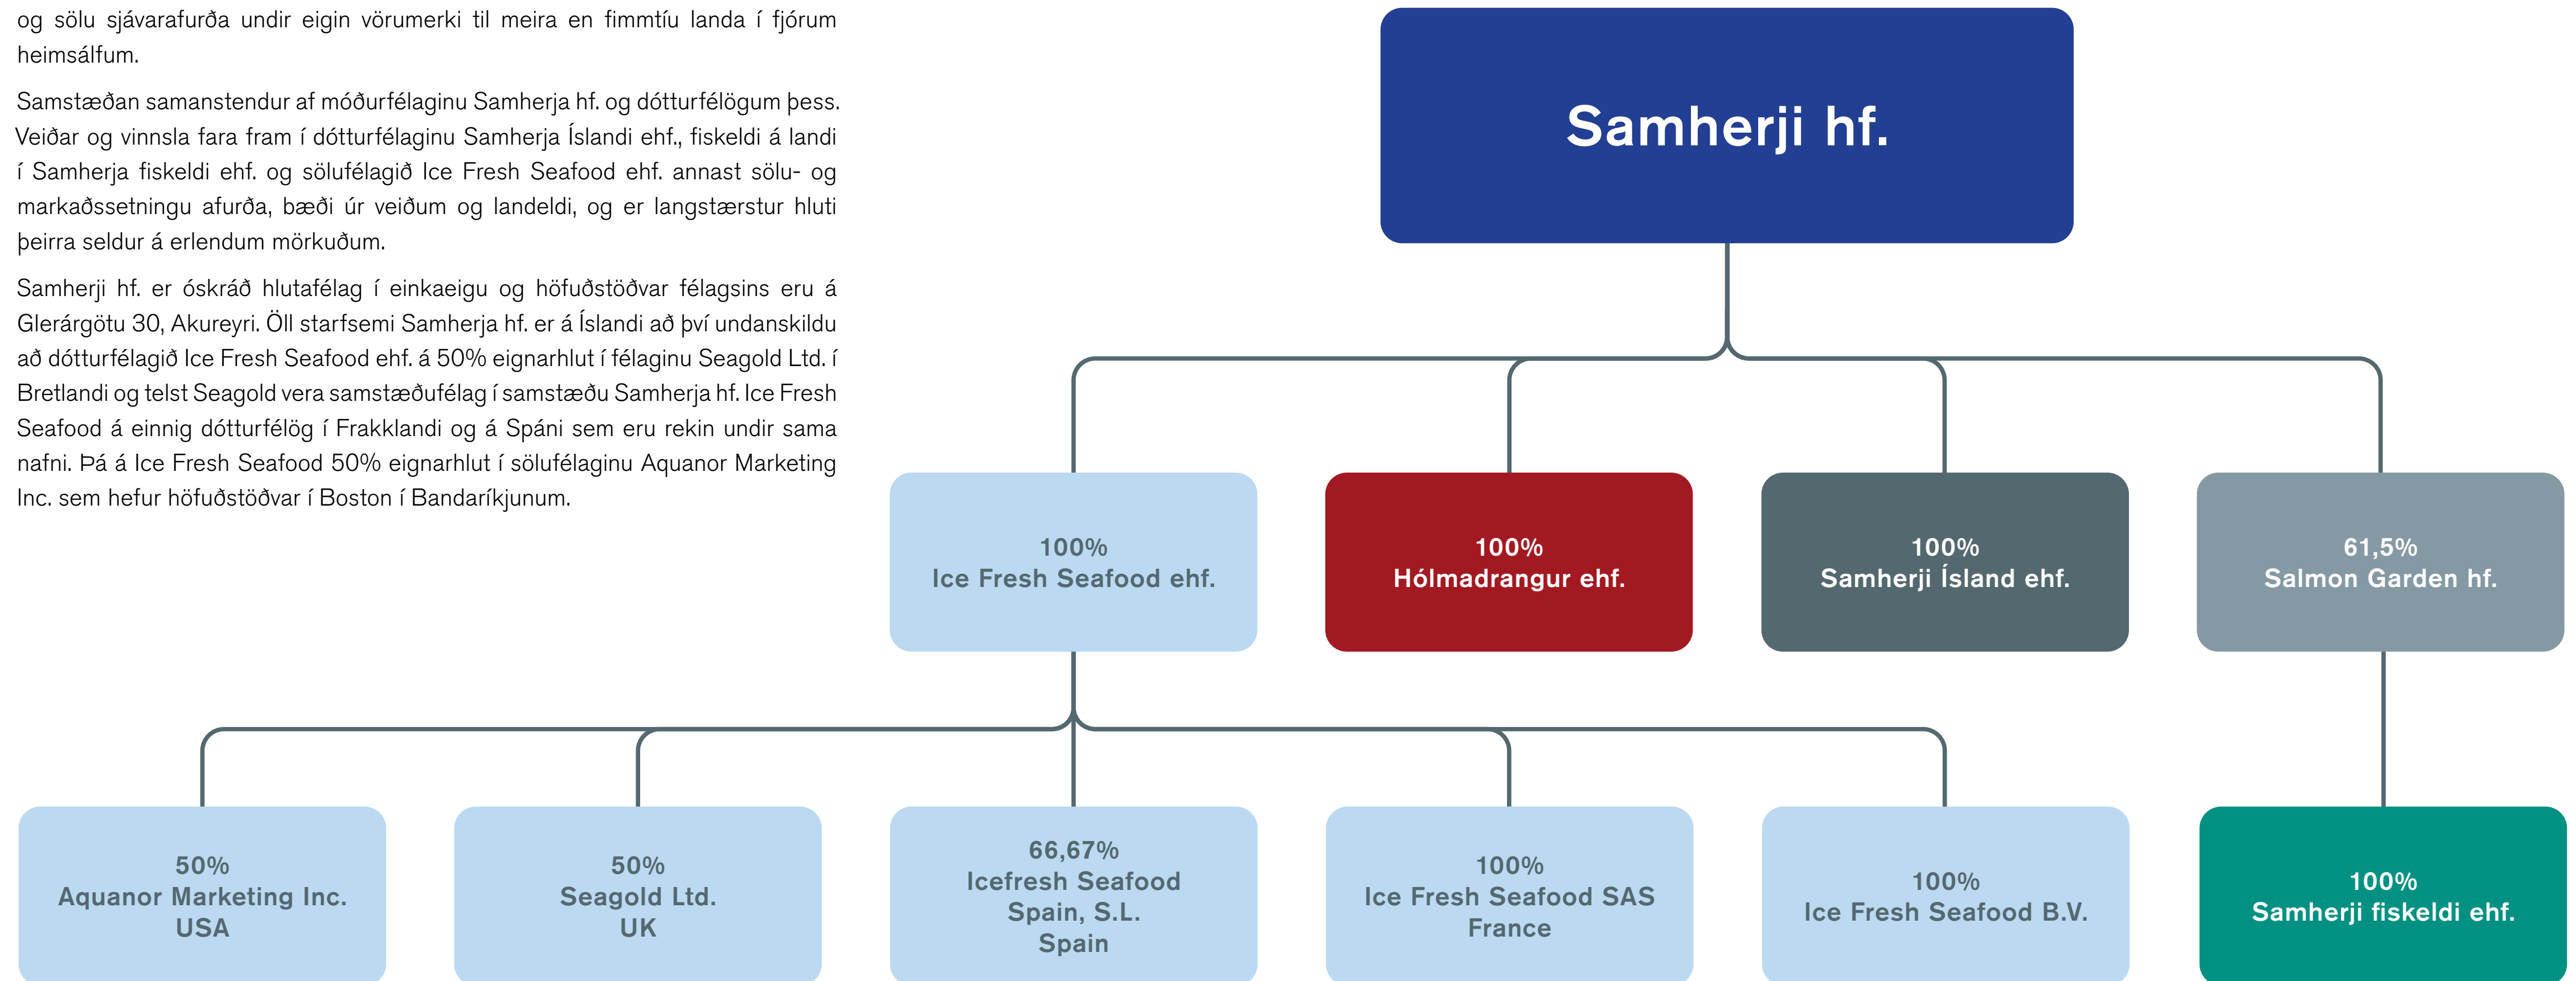 og sölu sjávarafurða undir eigin vörumerki til meira en fimmtíu landa í fjórum
heimsálfum.
Samstæðan samanstendur af móðurfélaginu Samherja hf. og dótturfélögum þess.
Veiðar og vinnsla fara fram í dótturfélaginu Samherja Íslandi ehf., fiskeldi á landi
í Samherja fiskeldi ehf. og sölufélagið Ice Fresh Seafood ehf. annast sölu- og
markaðssetningu afurða, bæði úr veiðum og landeldi, og er langstærstur hluti
þeirra seldur á erlendum mörkuðum.
Samherji hf. er óskráð hlutafélag í einkaeigu og höfuðstöðvar félagsins eru á
Glerárgötu 30, Akureyri. Öll starfsemi Samherja hf. er á Íslandi að því undanskildu
að dótturfélagið Ice Fresh Seafood ehf. á 50% eignarhlut í félaginu Seagold Ltd. í
Bretlandi og telst Seagold vera samstæðufélag í samstæðu Samherja hf. Ice Fresh
Seafood á einnig dótturfélög í Frakklandi og á Spáni sem eru rekin undir sama
nafni. Þá á Ice Fresh Seafood 50% eignarhlut í sölufélaginu Aquanor Marketing
Inc. sem hefur höfuðstöðvar í Boston í Bandaríkjunum.
Samherji hf.
100%
Ice Fresh Seafood ehf.
100%
Hólmadrangur ehf.
100%
Samherji Ísland ehf.
61,5%
Salmon Garden hf.
50%
Aquanor Marketing Inc.
USA
50%
Seagold Ltd.
UK
66,67%
Icefresh Seafood
Spain, S.L.
Spain
100%
Ice Fresh Seafood SAS
France
100%
Ice Fresh Seafood B.V.
100%
Samherji fiskeldi ehf.